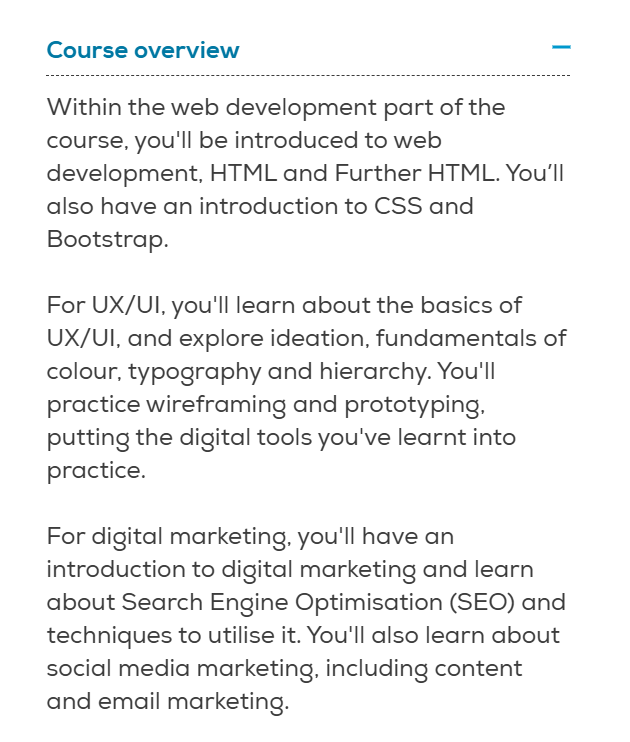 Course overview
Within the web development part of the
course, you'll be introduced to web
development, HTML and Further HTML. You’ll
also have an introduction to CSS and
Bootstrap.
For UX/UI, you'll learn about the basics of
UX/UI, and explore ideation, fundamentals of
colour, typography and hierarchy. You'll
practice wireframing and prototyping,
putting the digital tools you've learnt into
practice.
For digital marketing, you'll have an
introduction to digital marketing and learn
about Search Engine Optimisation (SEO) and
techniques to utilise it. You'll also learn about
social media marketing, including content
and email marketing.